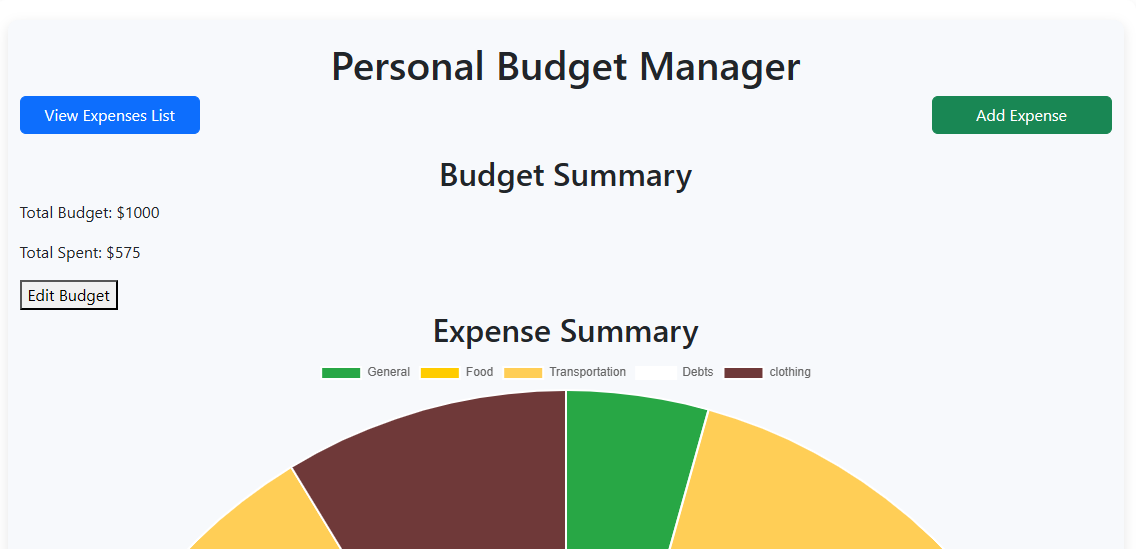 Personal Budget Manager
View Expenses List Add Expense
Budget Summary
Total Budget: $1000
Total Spent: $575
Edit Budget
Expense Summary
General Food Transportation Debts clothing